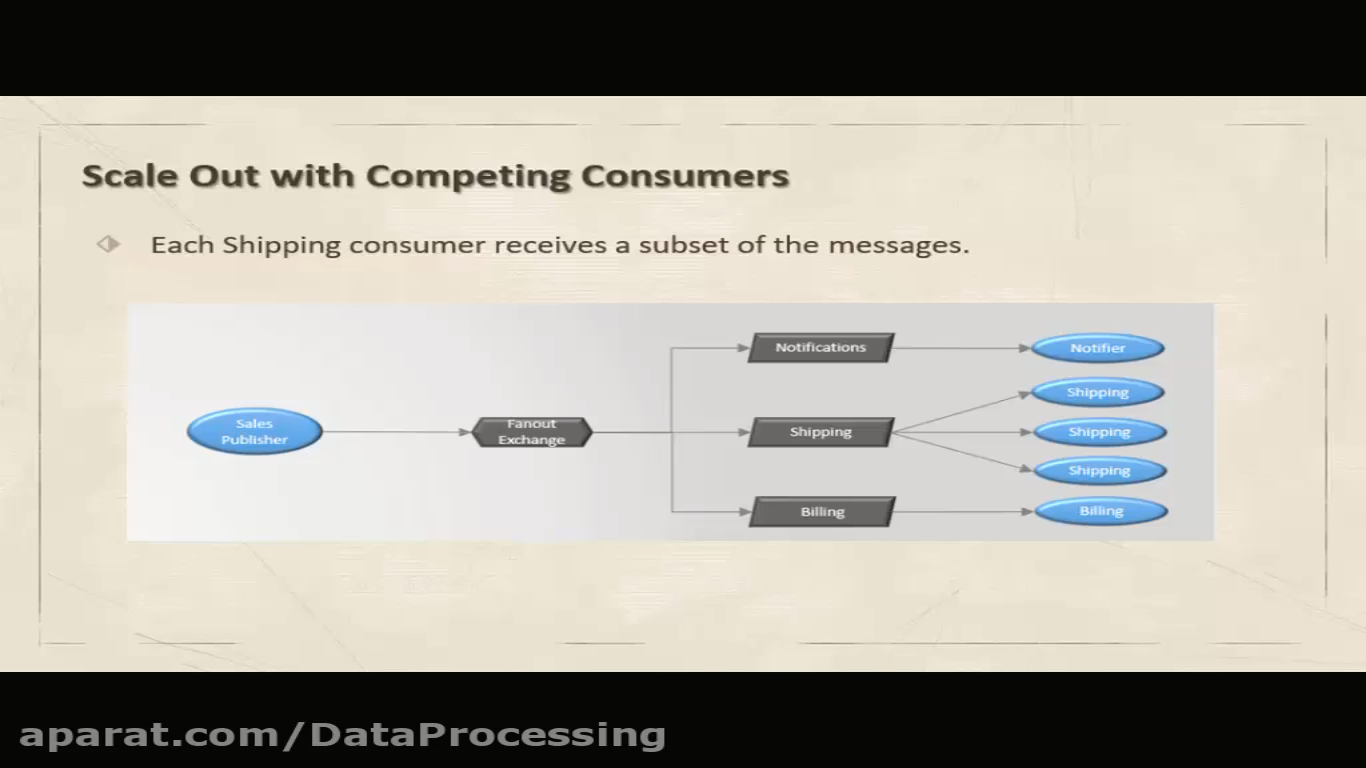 Scale Out with Competing Consumers
Each Shipping consumer receives a subset of the messages.
Sales
Publisher
Fanout
Exchange
Notifications
Shipping
Billing
Notifier
Shipping
Shipping
Shipping
Billing
aparat.com/DataProcessing